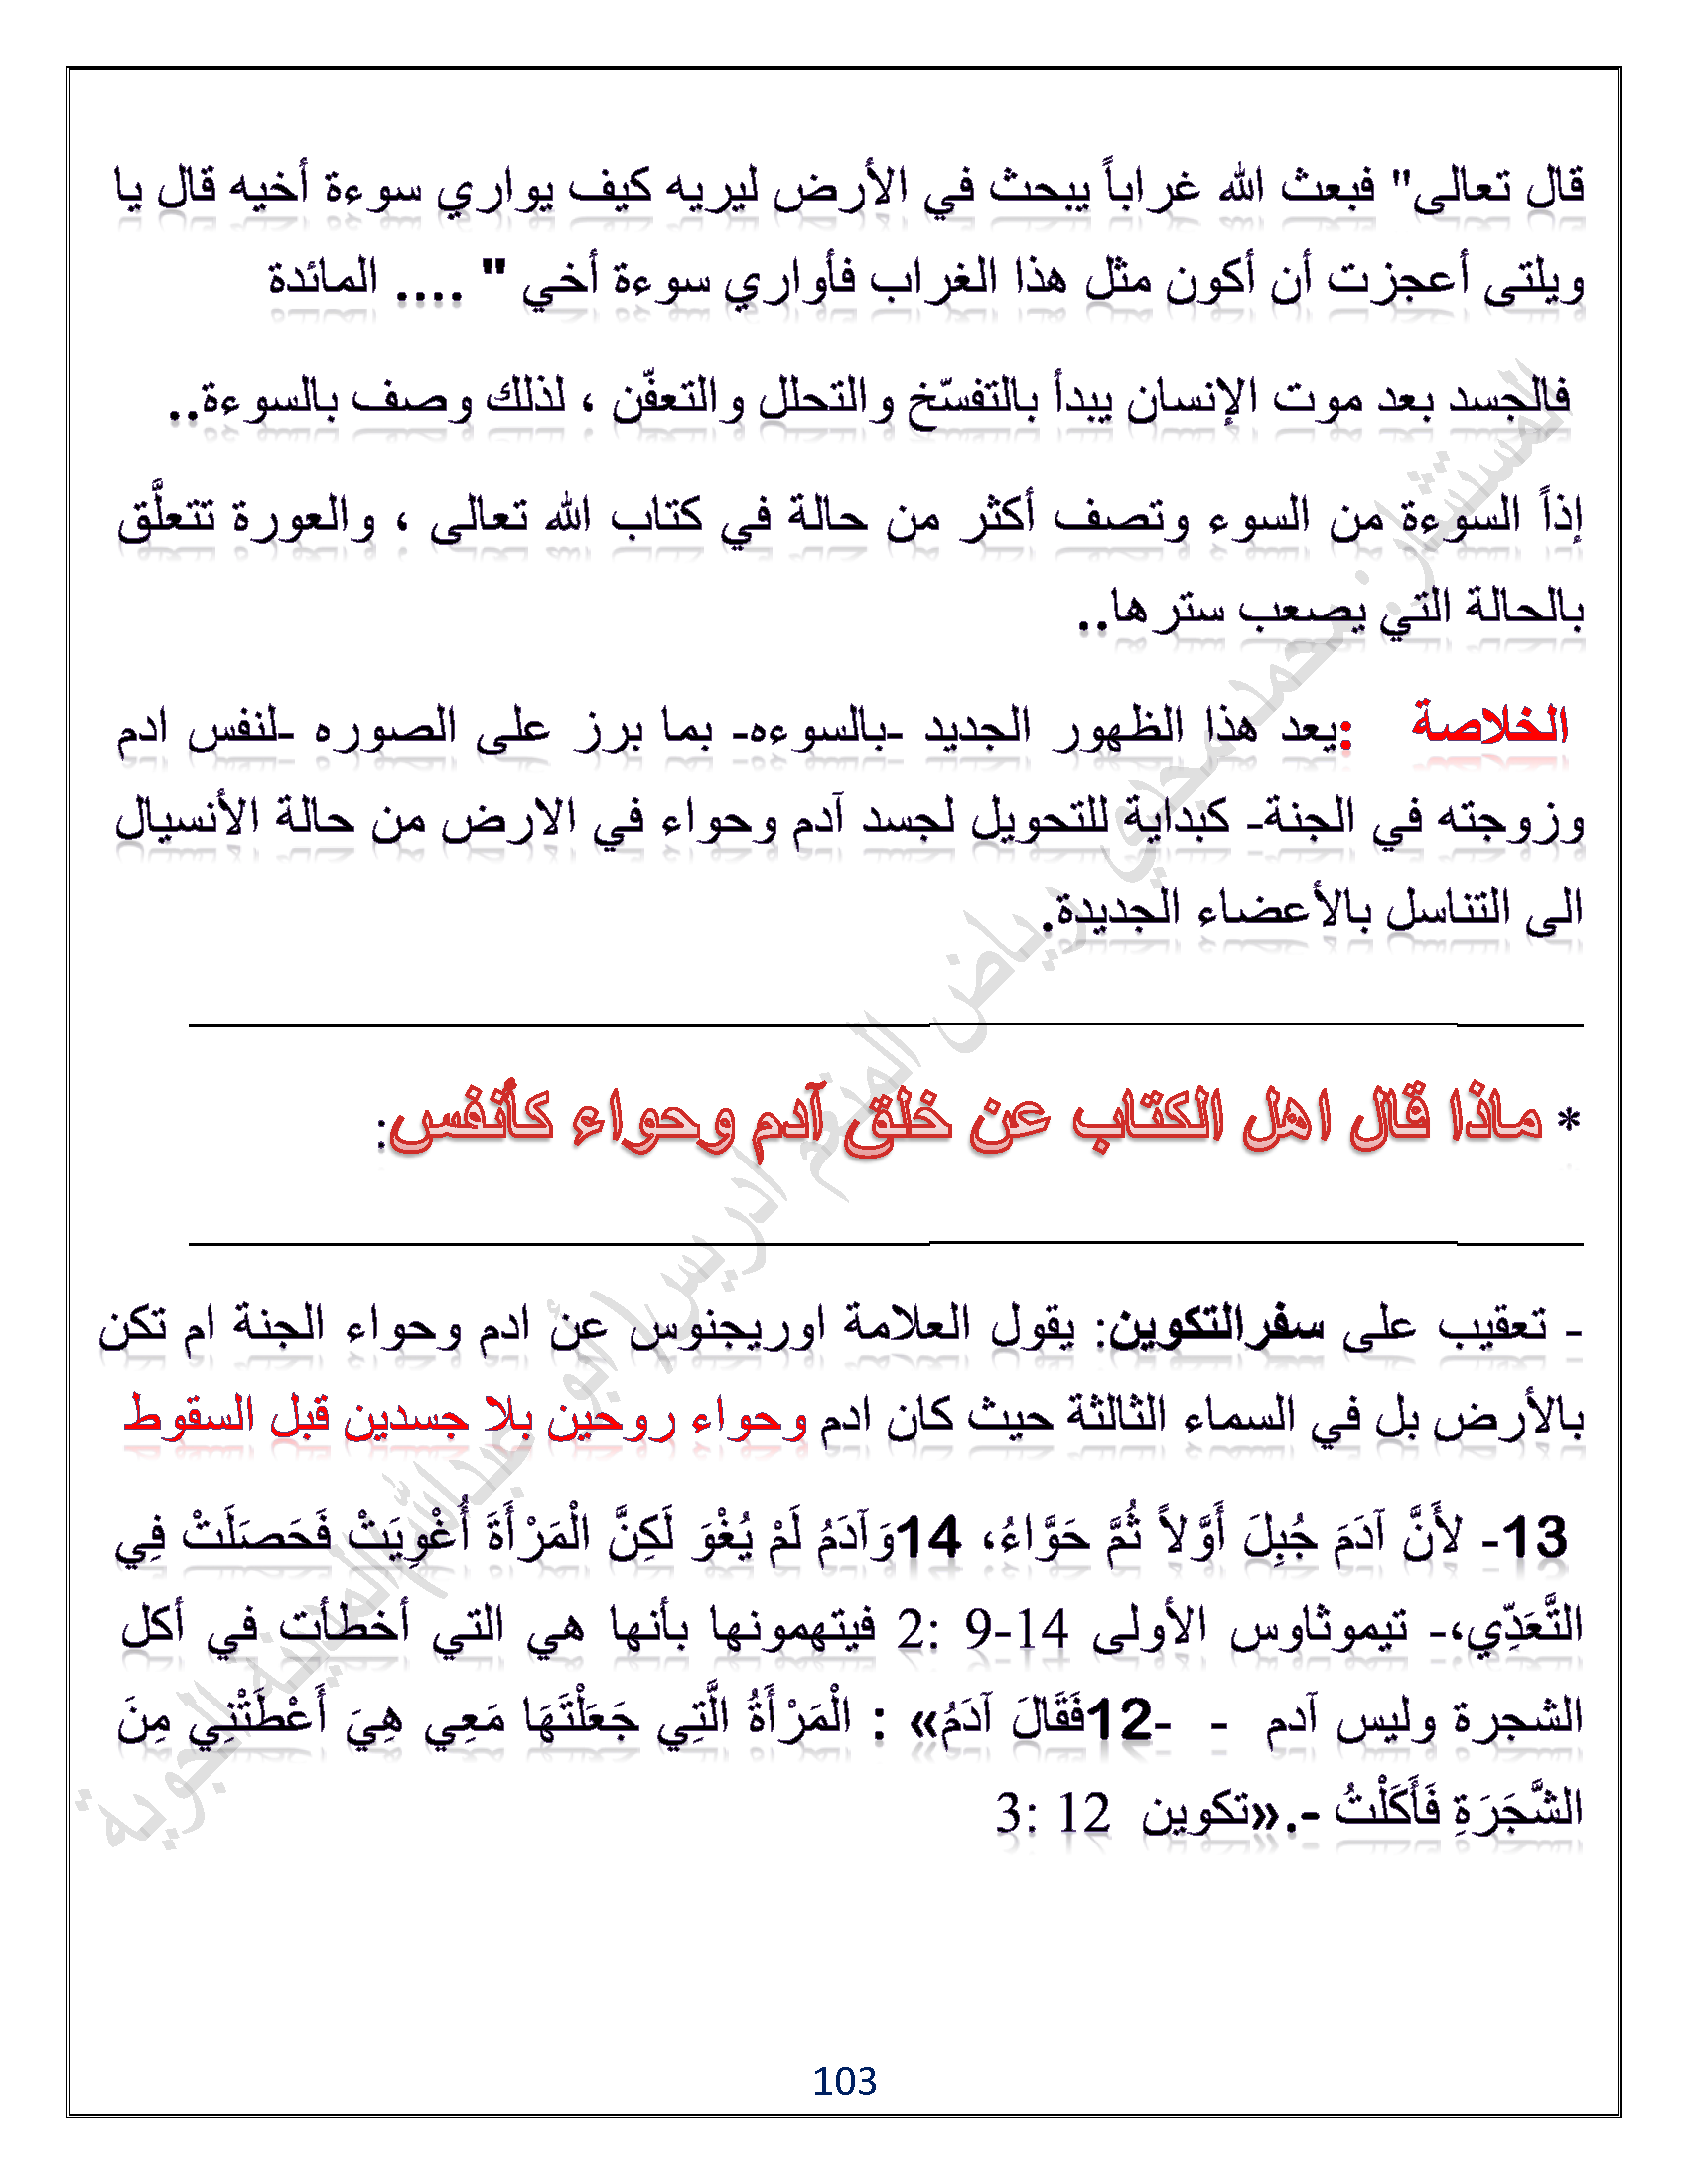 قال تعالى" فبعث الله غراباً يبحث في الأرض ليريه كيف يواري سوءة أخيه قال يا
ويلتى أعجزت أن أكون مثل هذا الغراب فأواري سوءة أخي " .... المائدة
فالجسد بعد موت الإنسان يبدأ بالتفسّخ والتحلل والتعفّن ، لذلك وصف بالسوءة..
إذاً السوءة من السوء وتصف أكثر من حالة في كتاب الله تعالى ، والعورة تتعلَّق
بالحالة التي يصعب سترها..
الخلاصة :يعد هذا الظهور الجديد -بالسوءه- بما برز على الصوره -لنفس ادم
وزوجته في الجنة- كبداية للتحويل لجسد آدم وحواء في الارض من حالة الأنسيال
الى التناسل بالأعضاء الجديدة.
* ماذا قال اهل الكتاب عن خلق آدم وحواء كأنفس:
- تعقيب على سفرالتكوين: يقول العلامة اوريجنوس عن ادم وحواء الجنة ام تكن
بالأرض بل في السماء الثالثة حيث كان ادم وحواء روحين بلا جسدين قبل السقوط
13- لأَنَّ آدَمَ جُبِلَ أَوَّلاً ثُمَّ حَوَّاءُ، 14وَآدَمُ لَمْ يُغْوَ لَكِنَّ الْمَرْأَةَ أُغْوِيَتْ فَحَصَلَتْ فِي
التَّعَدِّي،- تيموثاوس الأولى 2: 9-14 فيتهمونها بأنها هي التي أخطأت في أكل
الشجرة وليس آدم - -12فَقَالَ آدَمُ» : الْمَرْأَةُ الَّتِي جَعَلْتَهَا مَعِي هِيَ أَعْطَتْنِي مِنَ
الشَّجَرَةِ فَأَكَلْتُ -.«تكوين 3: 12
103